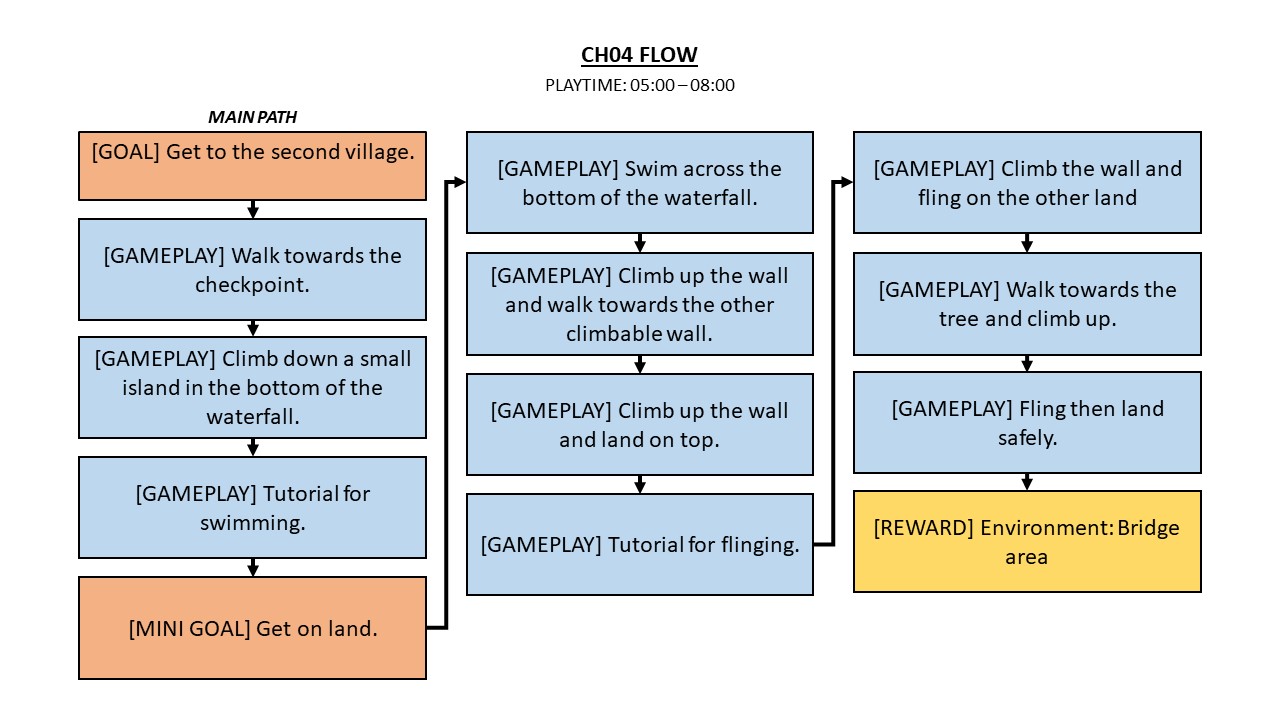 CH04 FLOW
PLAYTIME: 05:00 – 08:00
MAIN PATH
[GOAL] Get to the second village.
[GAMEPLAY] Walk towards the
checkpoint.
[GAMEPLAY] Climb down a small
island in the bottom of the
waterfall.
[GAMEPLAY] Tutorial for
swimming.
[MINI GOAL] Get on land.
[GAMEPLAY] Swim across the
bottom of the waterfall.
[GAMEPLAY] Climb up the wall
and walk towards the other
climbable wall.
[GAMEPLAY] Climb up the wall
and land on top.
[GAMEPLAY] Tutorial for flinging.
[GAMEPLAY] Climb the wall and
fling on the other land
[GAMEPLAY] Walk towards the
tree and climb up.
[GAMEPLAY] Fling then land
safely.
[REWARD] Environment: Bridge
area